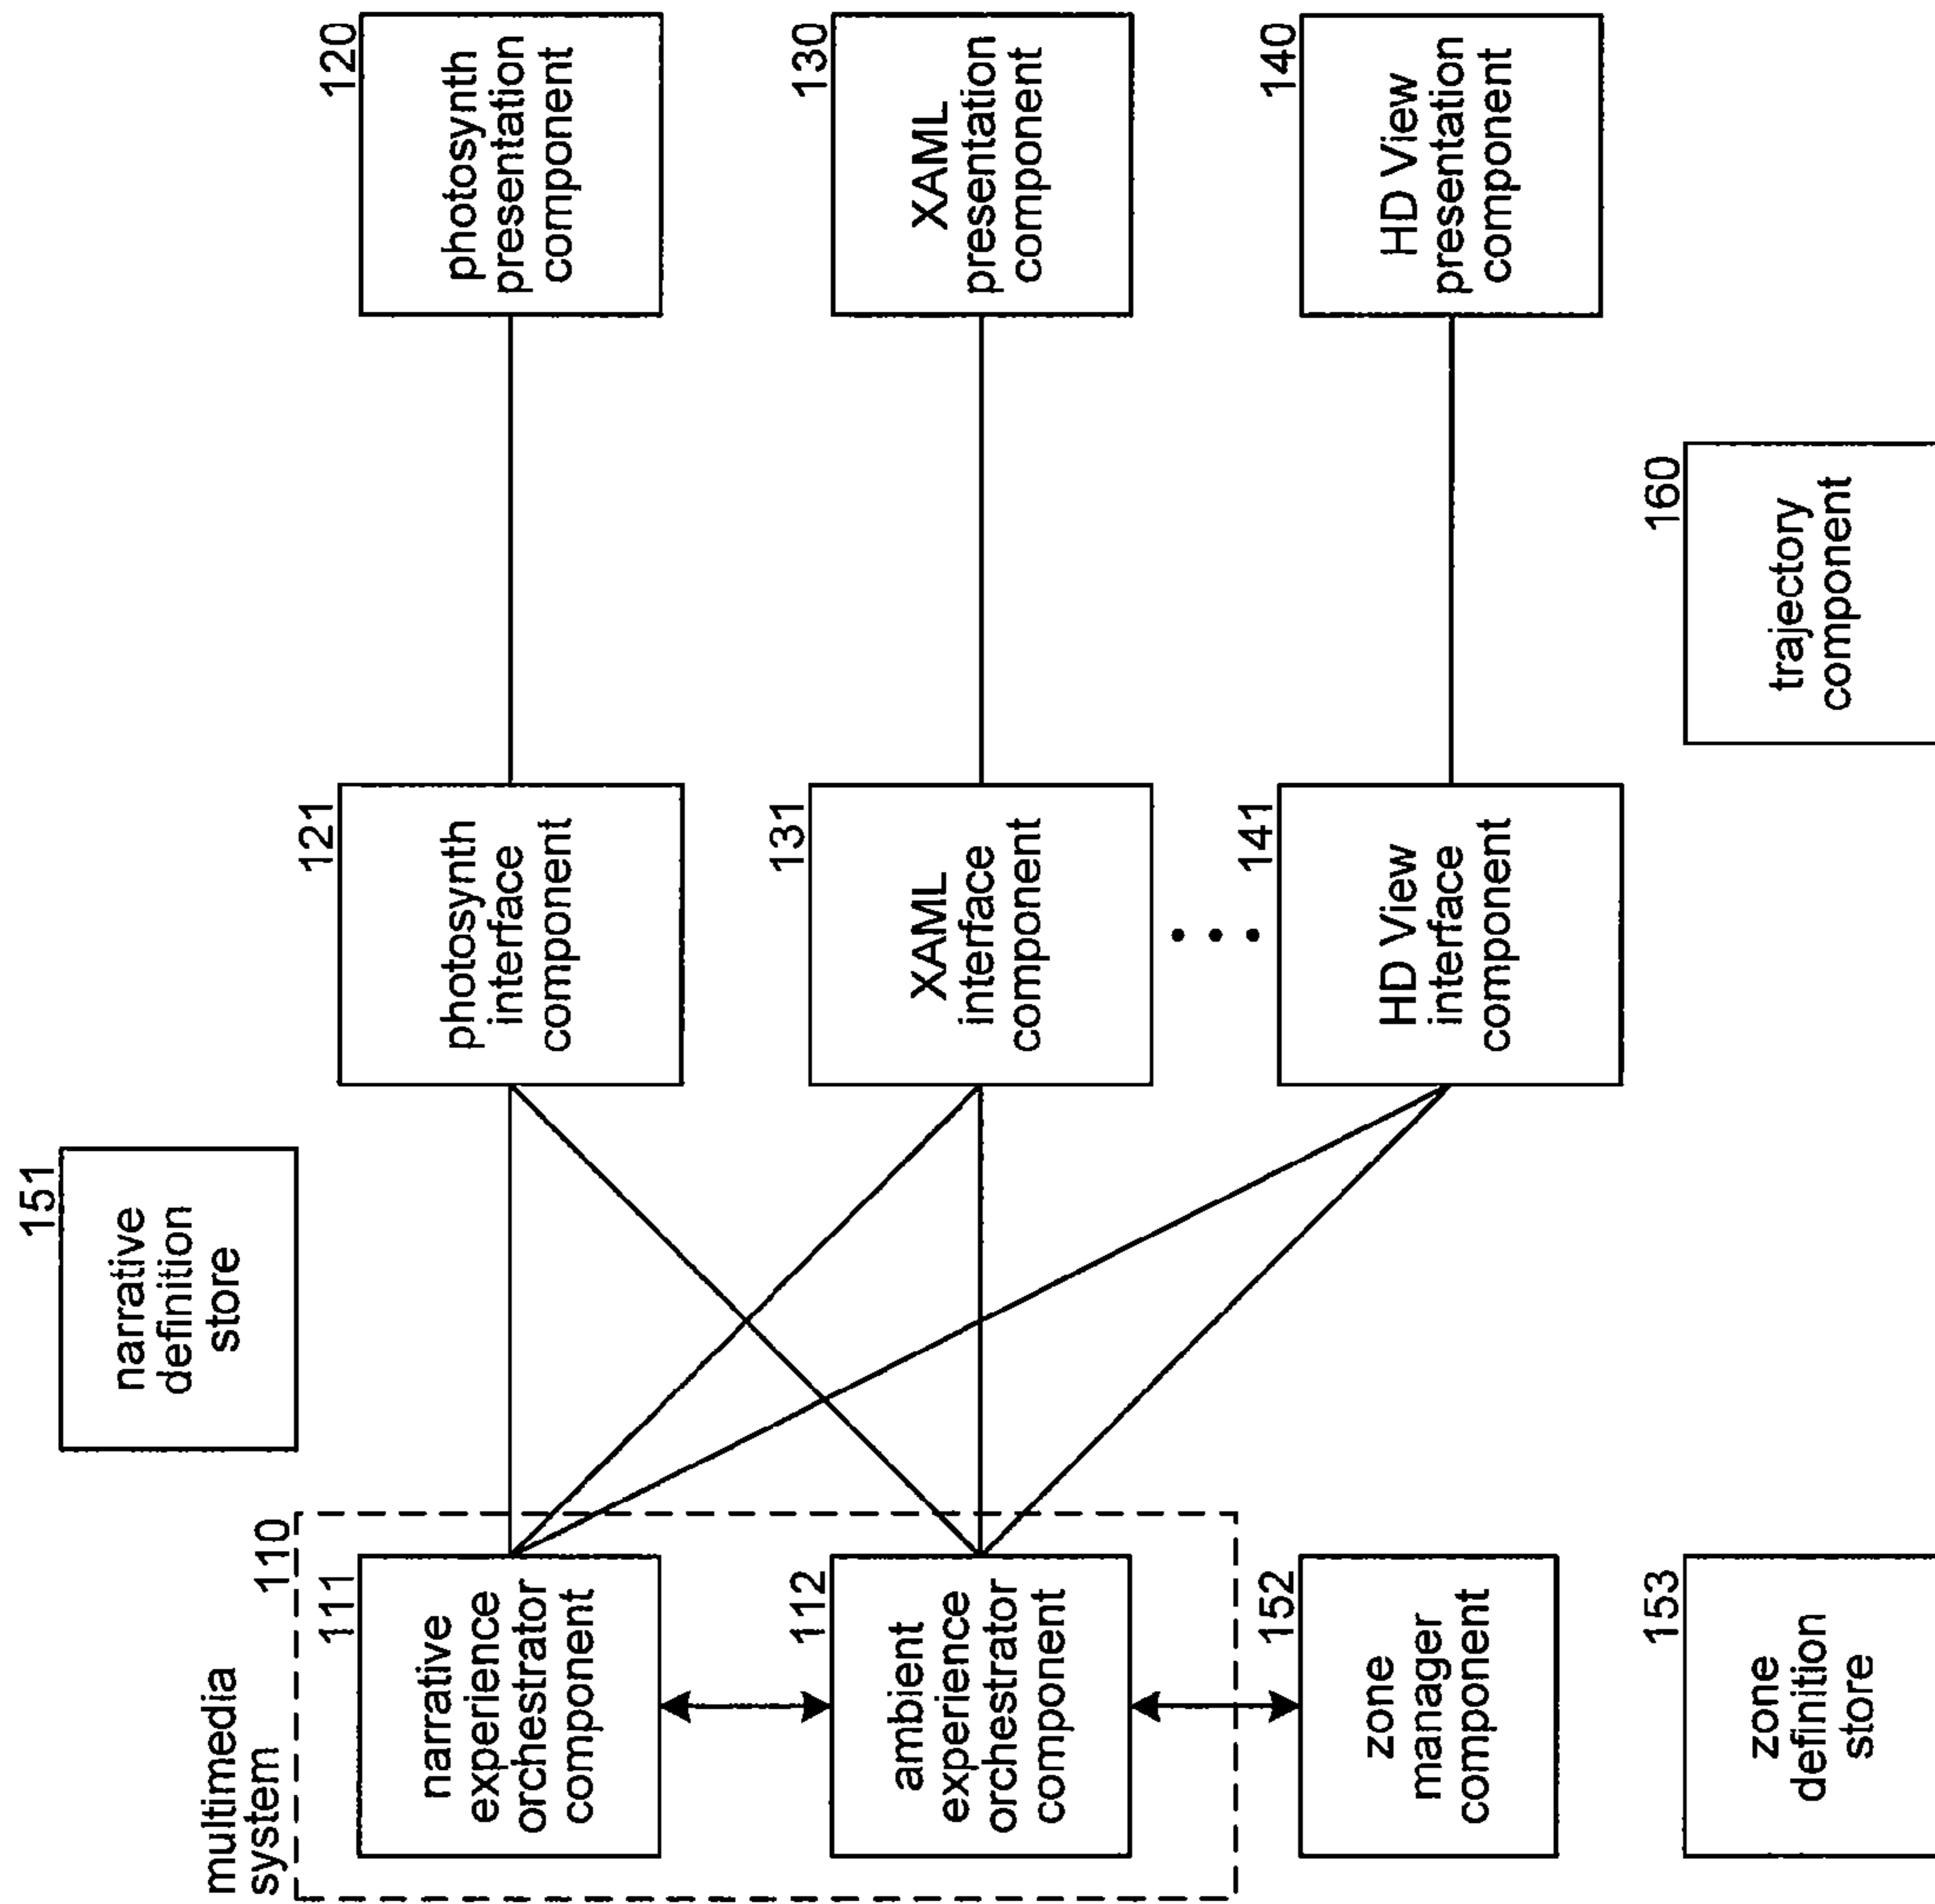 multimedia
system
110
111
narrative
experience
orchestrator
component
112
ambient
experience
orchestrator
component
152
zone
manager
component
153
zone
definition
store
151
narrative
definition
store
121
photosynth
interface
component
131
XAML
interface
component
141
HD View
interface
component
160
trajectory
component
120
photosynth
presentation
component
130
XAML
presentation
component
140
HD View
presentation
component